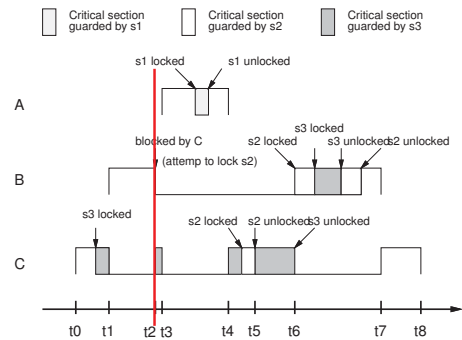 Critical section
guarded by s1
Critical section
guarded by s2
Critical section
guarded by s3
s1 locked
s1 unlocked
A
s3 locked
blocked by C
s2 locked
s3 unlocked
s2 unlocked
(attemp to lock s2)
B
s3 locked
s2 locked
s2 unlocked
s3 unlocked
C
t0 t1 t2 t3 t4 t5 t6 t7 t8